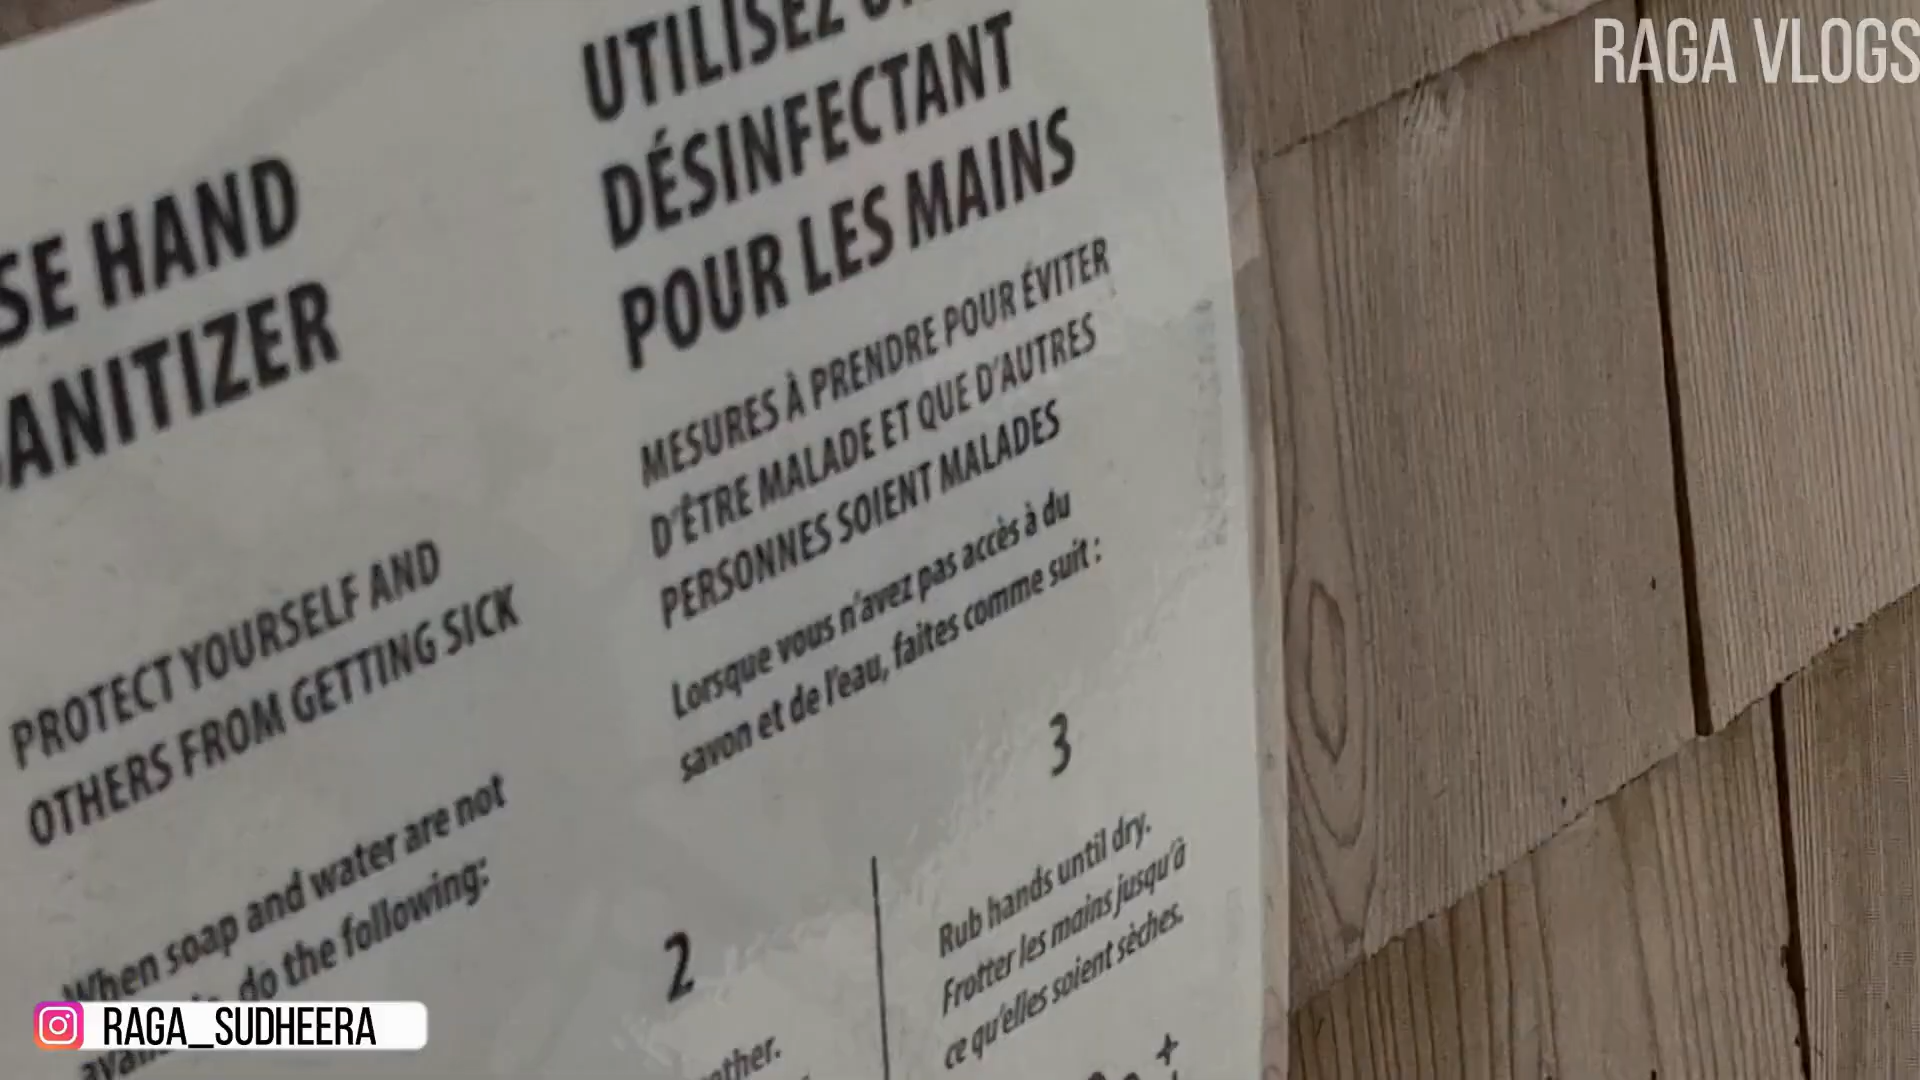 RAGA VLOGS
SE HAND
ANITIZER
PROTECT YOURSELF AND
OTHERS FROM GETTING SICK
When soap and water are not
do the following:
UTILISEZ
DÉSINFECTANT
POUR LES MAINS
MESURES À PRENDRE POUR ÉVITER
D'ÊTRE MALADE ET QUE D'AUTRES
PERSONNES SOIENT MALADES
Lorsque vous n'avez pas accès à du
savon et de l'eau, faites comme suit :
2
other.
3
Rub hands until dry.
Frotter les mains jusqu'à
ce qu'elles soient sèches.
RAGA_SUDHEERA